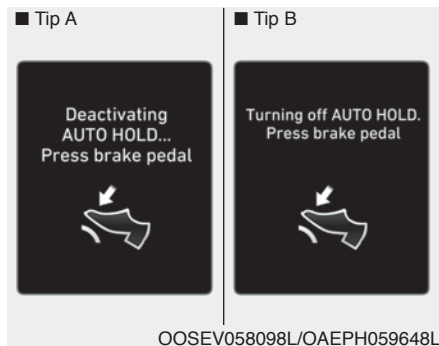 ■ Tip A
Deactivating
AUTO HOLD...
Press brake pedal
■ Tip B
Turning off AUTO HOLD.
Press brake pedal
OOSEV058098L/OAEPH059648L